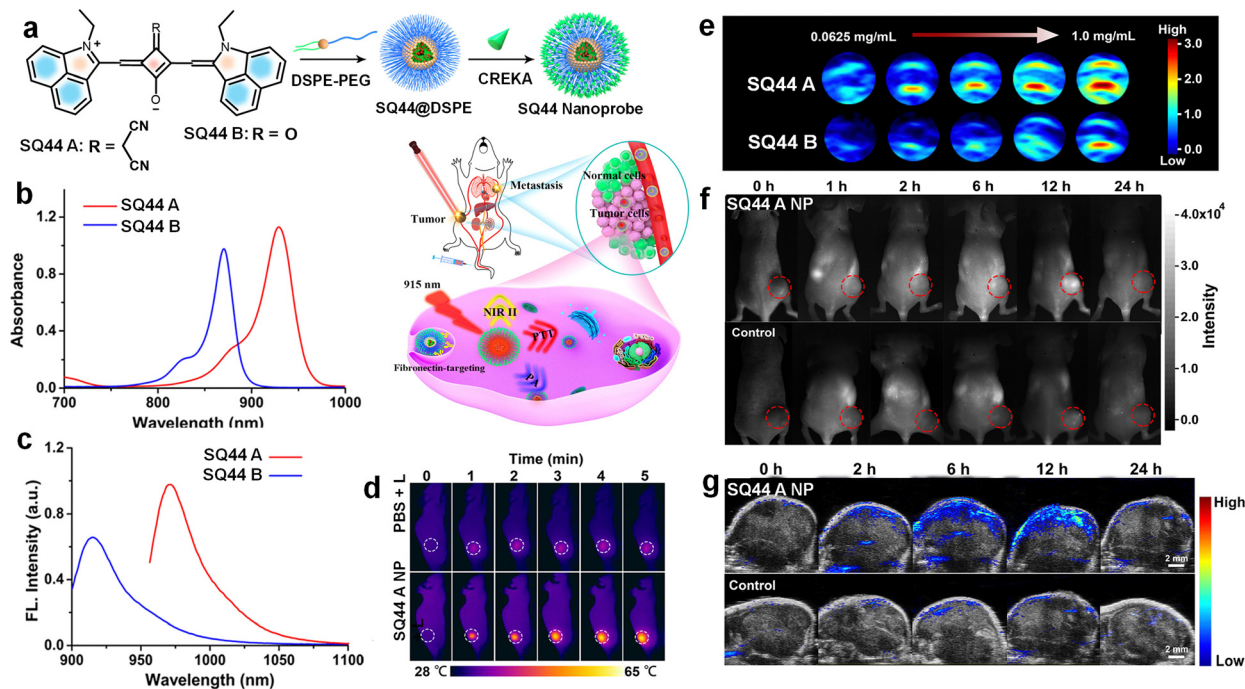 a
N
+
R
N
O
-
SQ44 A: R =
CN
CN
SQ44 B: R = O
DSPE-PEG
SQ44@DSPE
CREKA
SQ44 Nanoprobe
Metastasis
Tumor
Normal cells
Tumor cells
915 nm
NIR II
PTT
PA
Fibronectin-targeting
b
SQ44 A
SQ44 B
Absorbance
1.2
0.8
0.4
0.0
700
800
900
1000
Wavelength (nm)
c
SQ44 A
SQ44 B
FL. Intensity (a.u.)
1.2
0.8
0.4
0.0
900
950
1000
1050
1100
Wavelength (nm)
d
Time (min)
0 1 2 3 4 5
PBS + L
SQ44 A NP
28 ℃
65 ℃
e
0.0625 mg/mL
1.0 mg/mL
SQ44 A
SQ44 B
High
3.0
2.0
1.0
0.0
Low
f
0 h 1 h 2 h 6 h 12 h 24 h
SQ44 A NP
Control
4.0x10⁴
3.0
2.0
1.0
0.0
Intensity
g
0 h 2 h 6 h 12 h 24 h
SQ44 A NP
2 mm
Control
2 mm
High
Low